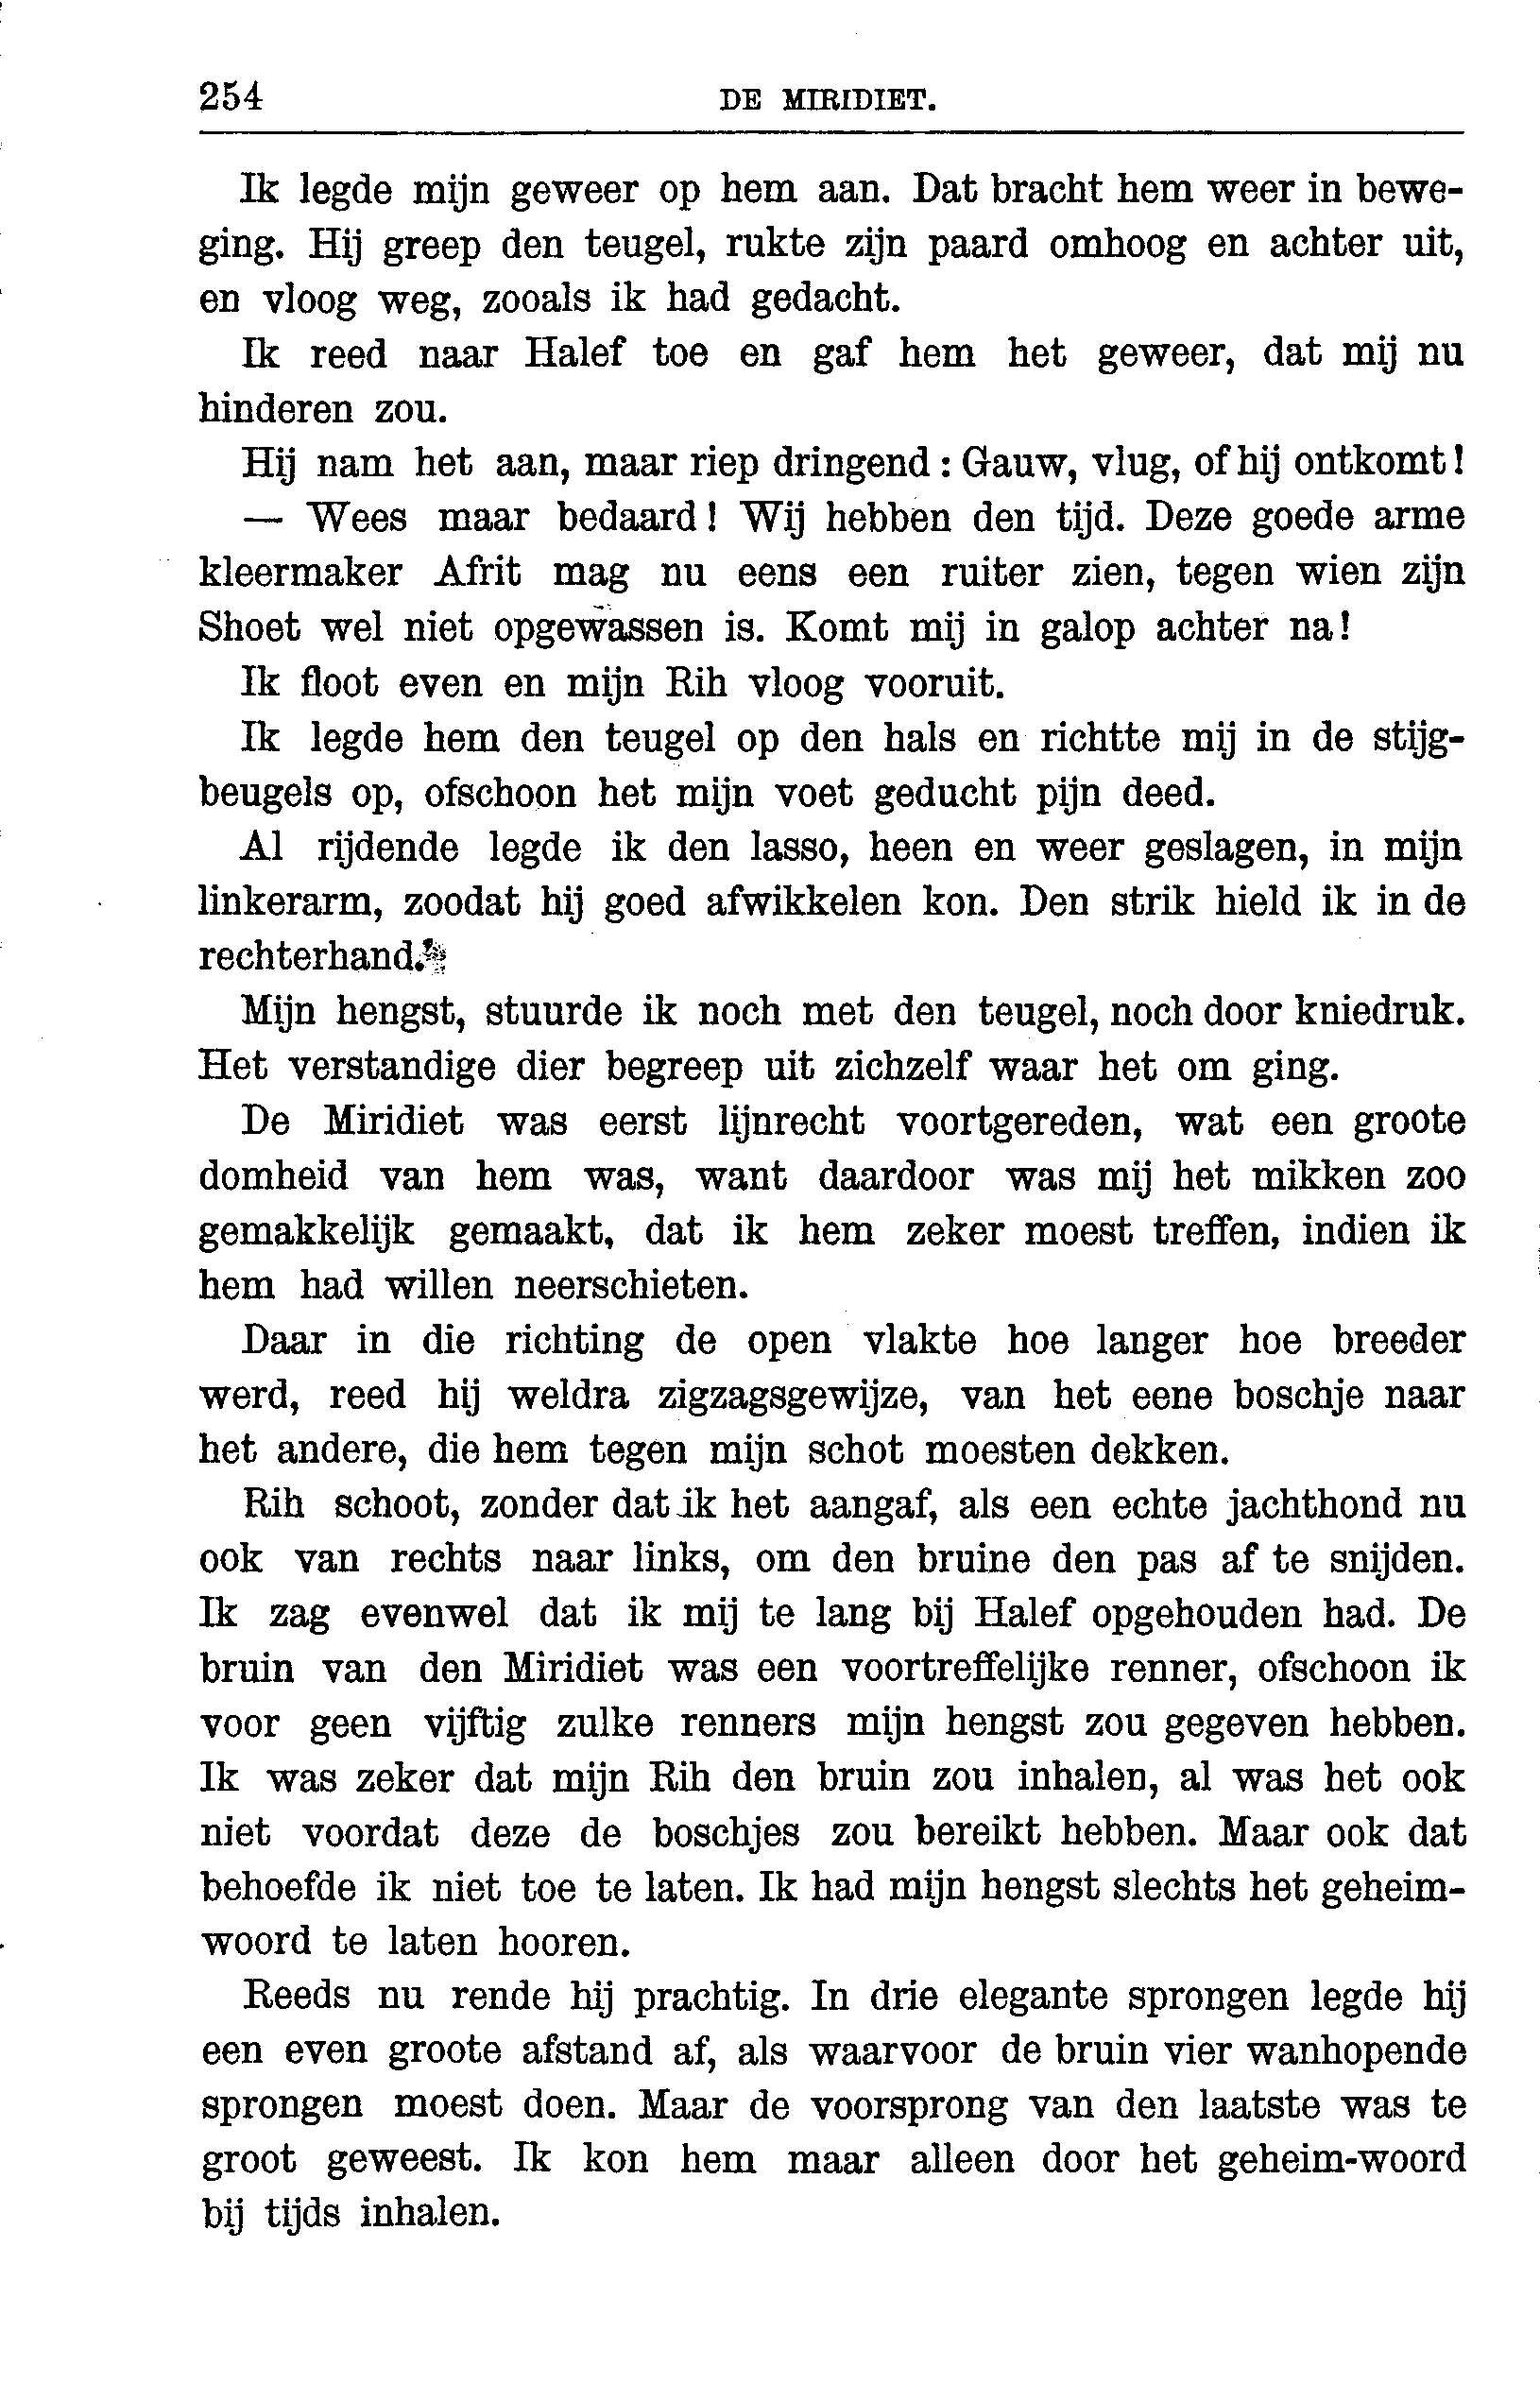 254 DE MIRIDIET.
Ik legde mijn geweer op hem aan. Dat bracht hem weer in bewe-
ging. Hij greep den teugel, rukte zijn paard omhoog en achter uit,
en vloog weg, zooals ik had gedacht.
Ik reed naar Halef toe en gaf hem het geweer, dat mij nu
hinderen zou.
Hij nam het aan, maar riep dringend: Gauw, vlug, of hij ontkomt!
— Wees maar bedaard! Wij hebben den tijd. Deze goede arme
kleermaker Afrit mag nu eens een ruiter zien, tegen wien zijn
Shoet wel niet opgewassen is. Komt mij in galop achter na!
Ik floot even en mijn Rih vloog vooruit.
Ik legde hem den teugel op den hals en richtte mij in de stijg-
beugels op, ofschoon het mijn voet geducht pijn deed.
Al rijdende legde ik den lasso, heen en weer geslagen, in mijn
linkerarm, zoodat hij goed afwikkelen kon. Den strik hield ik in de
rechterhand.
Mijn hengst, stuurde ik noch met den teugel, noch door kniedruk.
Het verstandige dier begreep uit zichzelf waar het om ging.
De Miridiet was eerst lijnrecht voortgereden, wat een groote
domheid van hem was, want daardoor was mij het mikken zoo
gemakkelijk gemaakt, dat ik hem zeker moest treffen, indien ik
hem had willen neerschieten.
Daar in die richting de open vlakte hoe langer hoe breeder
werd, reed hij weldra zigzagsgewijze, van het eene boschje naar
het andere, die hem tegen mijn schot moesten dekken.
Rih schoot, zonder dat ik het aangaf, als een echte jachthond nu
ook van rechts naar links, om den bruine den pas af te snijden.
Ik zag evenwel dat ik mij te lang bij Halef opgehouden had. De
bruin van den Miridiet was een voortreffelijke renner, ofschoon ik
voor geen vijftig zulke renners mijn hengst zou gegeven hebben.
Ik was zeker dat mijn Rih den bruin zou inhalen, al was het ook
niet voordat deze de boschjes zou bereikt hebben. Maar ook dat
behoefde ik niet toe te laten. Ik had mijn hengst slechts het geheim-
woord te laten hooren.
Reeds nu rende hij prachtig. In drie elegante sprongen legde hij
een even groote afstand af, als waarvoor de bruin vier wanhopende
sprongen moest doen. Maar de voorsprong van den laatste was te
groot geweest. Ik kon hem maar alleen door het geheim-woord
bij tijds inhalen.